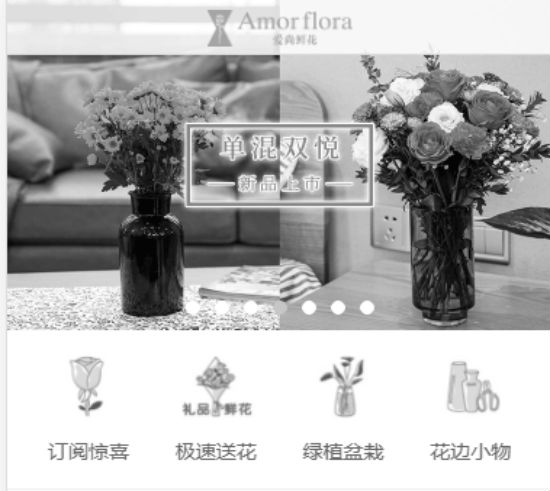 Amor flora
爱尚鲜花
单混双悦
新品上市
礼品 鲜花
订阅惊喜
极速送花
绿植盆栽
花边小物